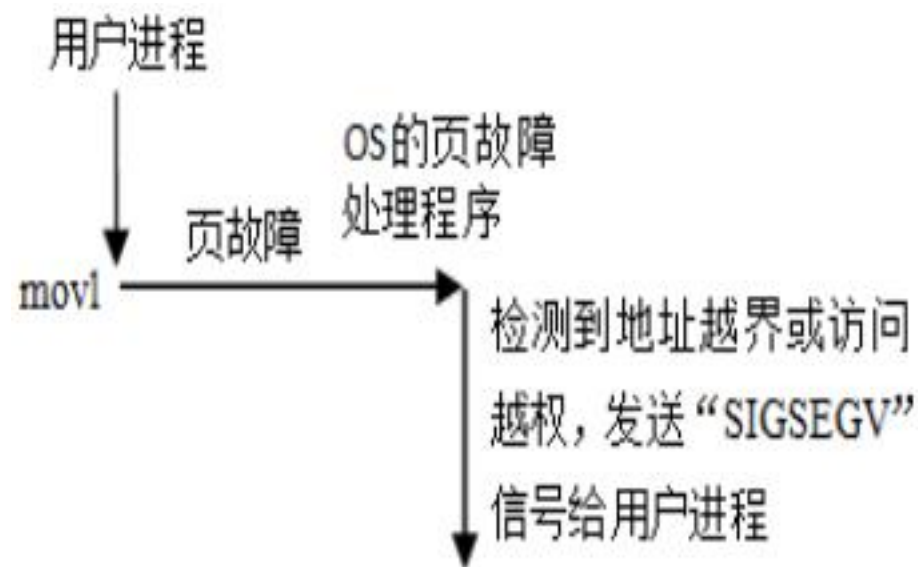 用户进程
OS的页故障
处理程序
页故障
movl
检测到地址越界或访问
越权，发送“SIGSEGV”
信号给用户进程